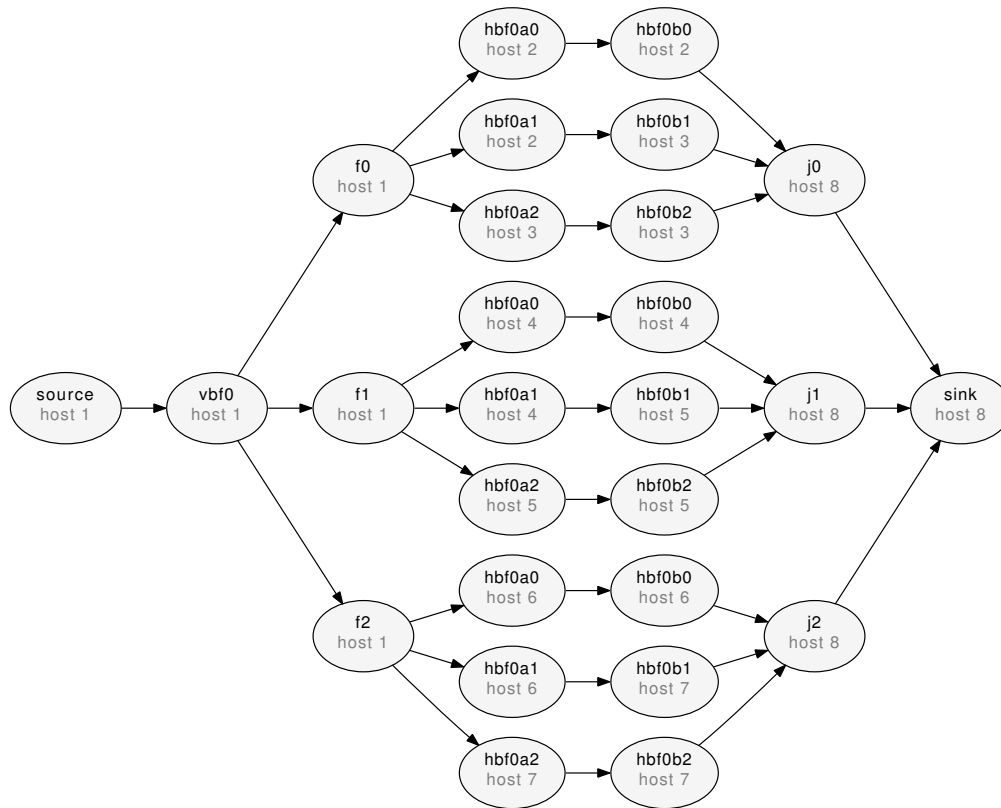 hbf0a0
host 2
hbf0b0
host 2
hbf0a1
host 2
hbf0b1
host 3
f0
host 1
j0
host 8
hbf0a2
host 3
hbf0b2
host 3
hbf0a0
host 4
hbf0b0
host 4
source
host 1
vbf0
host 1
f1
host 1
hbf0a1
host 4
hbf0b1
host 5
j1
host 8
sink
host 8
hbf0a2
host 5
hbf0b2
host 5
hbf0a0
host 6
hbf0b0
host 6
f2
host 1
j2
host 8
hbf0a1
host 6
hbf0b1
host 7
hbf0a2
host 7
hbf0b2
host 7